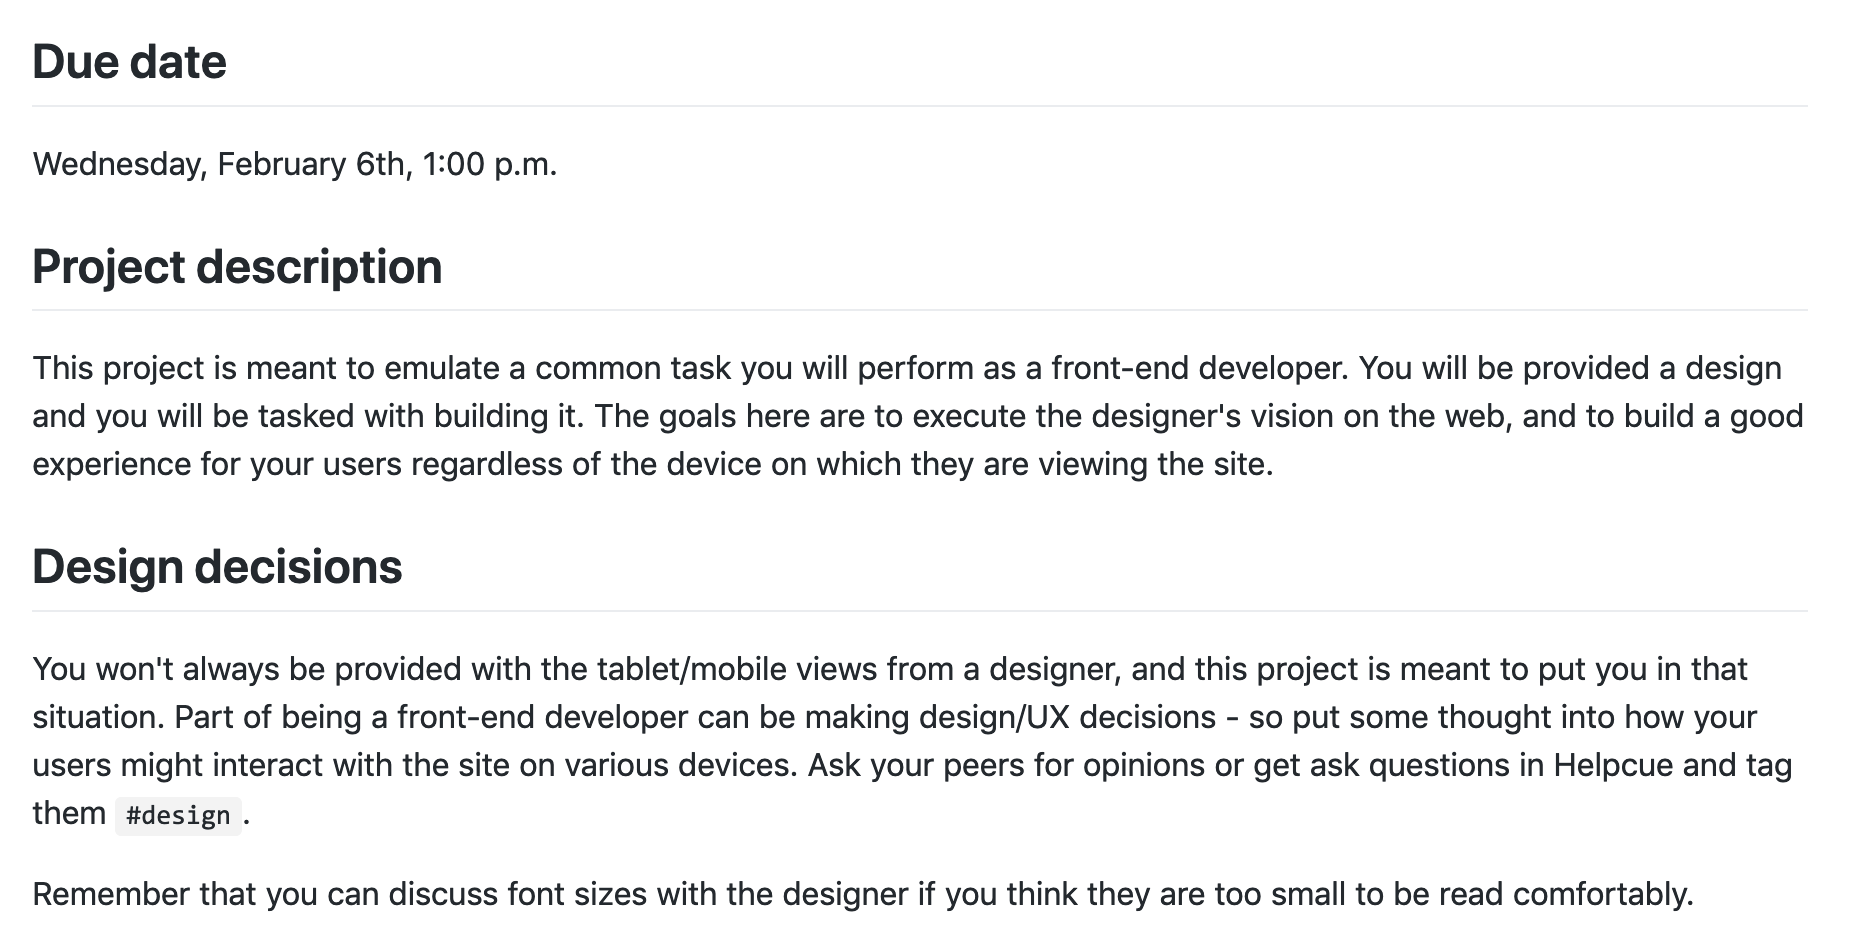 Due date
Wednesday, February 6th, 1:00 p.m.
Project description
This project is meant to emulate a common task you will perform as a front-end developer. You will be provided a design
and you will be tasked with building it. The goals here are to execute the designer's vision on the web, and to build a good
experience for your users regardless of the device on which they are viewing the site.
Design decisions
You won't always be provided with the tablet/mobile views from a designer, and this project is meant to put you in that
situation. Part of being a front-end developer can be making design/UX decisions - so put some thought into how your
users might interact with the site on various devices. Ask your peers for opinions or get ask questions in Helpcue and tag
them #design .
Remember that you can discuss font sizes with the designer if you think they are too small to be read comfortably.